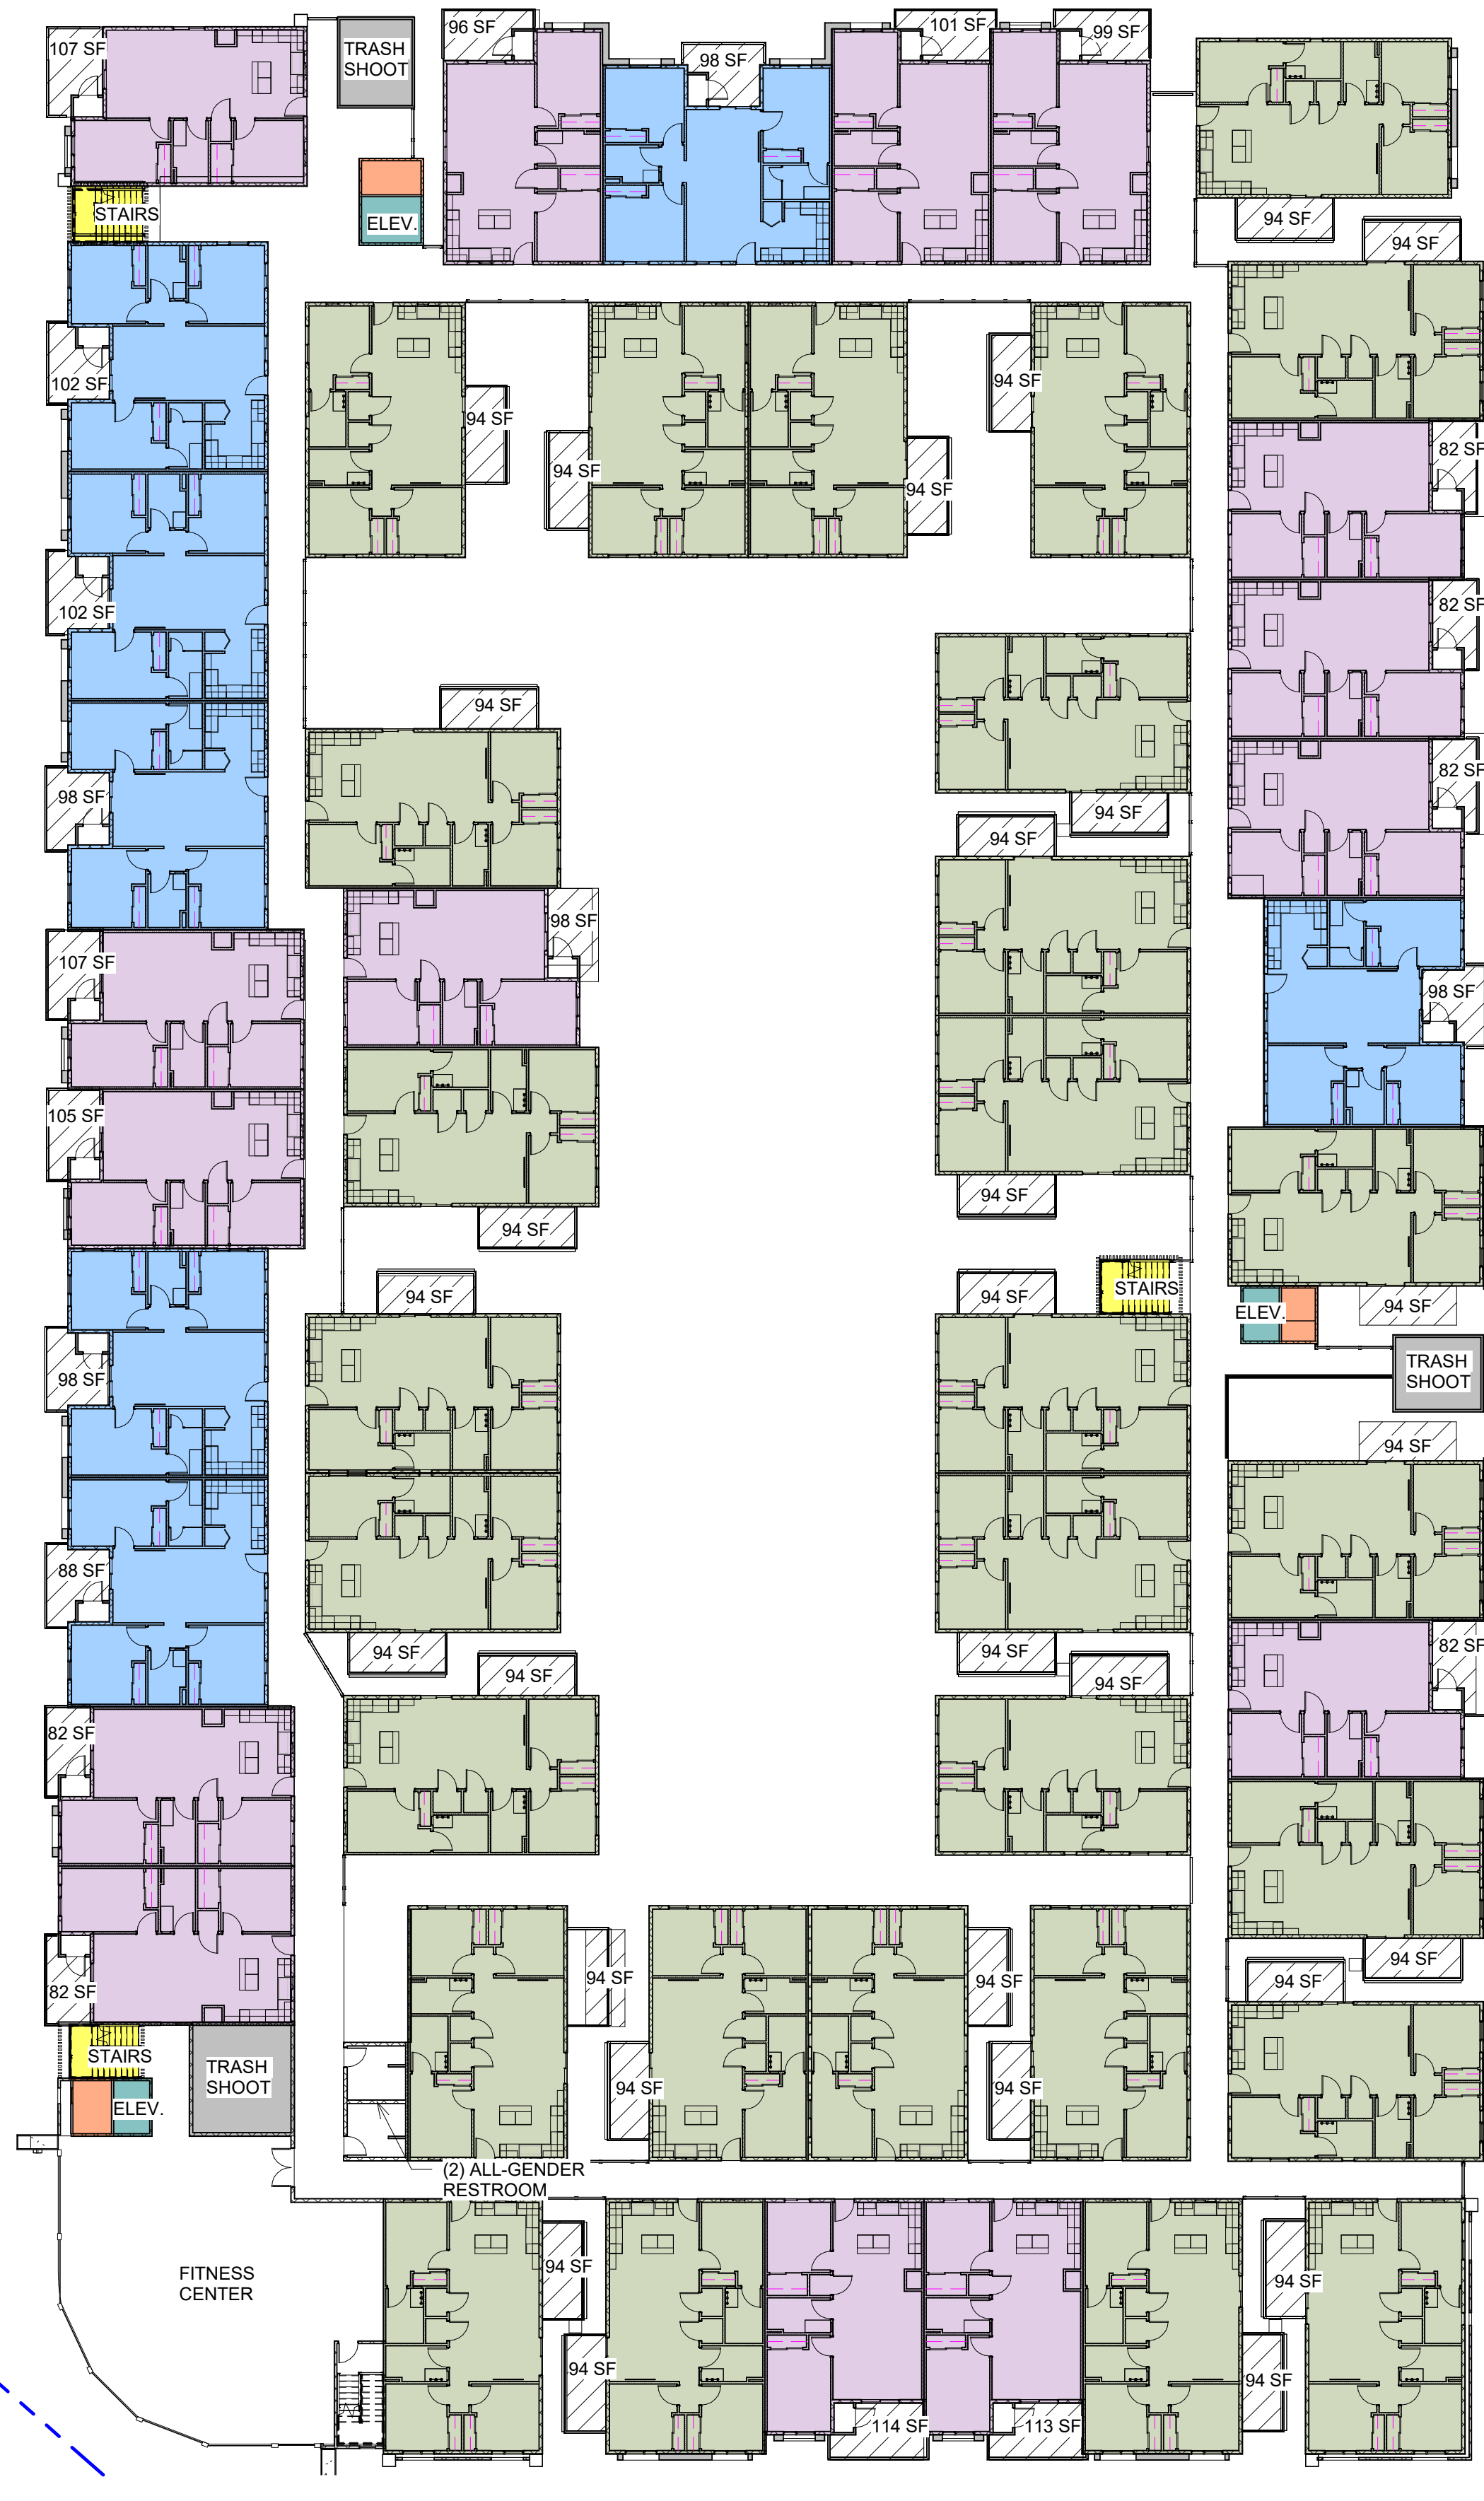 96 SF
101 SF
99 SF
107 SF
TRASH
SHOOT
98 SF
STAIRS
ELEV.
94 SF
94 SF
102 SF
94 SF
94 SF
94 SF
94 SF
82 SF
102 SF
82 SF
94 SF
98 SF
94 SF
94 SF
82 SF
107 SF
98 SF
98 SF
105 SF
94 SF
94 SF
94 SF
94 SF
STAIRS
ELEV.
94 SF
98 SF
TRASH
SHOOT
94 SF
88 SF
94 SF
94 SF
94 SF
94 SF
82 SF
82 SF
94 SF
94 SF
94 SF
94 SF
82 SF
STAIRS
TRASH
SHOOT
94 SF
94 SF
ELEV.
(2) ALL-GENDER
RESTROOM
FITNESS
CENTER
94 SF
94 SF
94 SF
94 SF
114 SF
113 SF